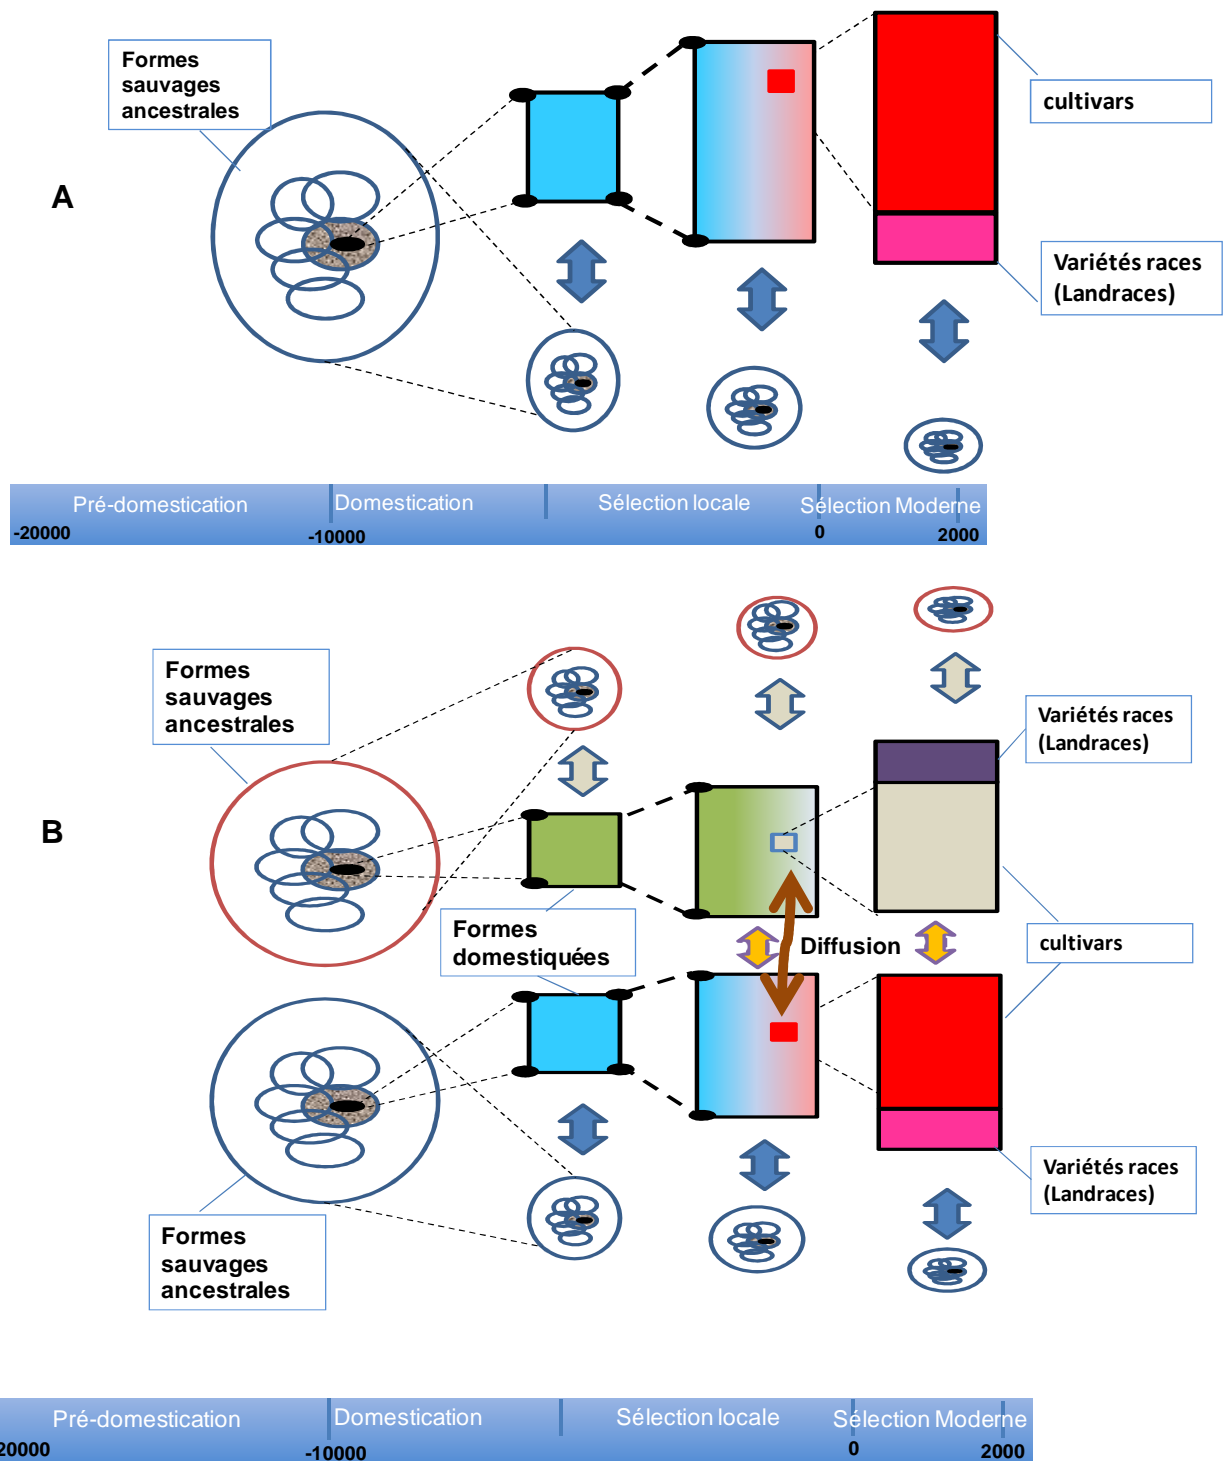 Formes
sauvages
ancestrales
A
cultivars
Variétés races
(Landraces)
Pré-domestication
Domestication
Sélection locale
Sélection Moderne
-20000
-10000
0
2000
Formes
sauvages
ancestrales
Variétés races
(Landraces)
B
Formes
domestiquées
Diffusion
cultivars
Variétés races
(Landraces)
Formes
sauvages
ancestrales
Pré-domestication
Domestication
Sélection locale
Sélection Moderne
20000
-10000
0
2000